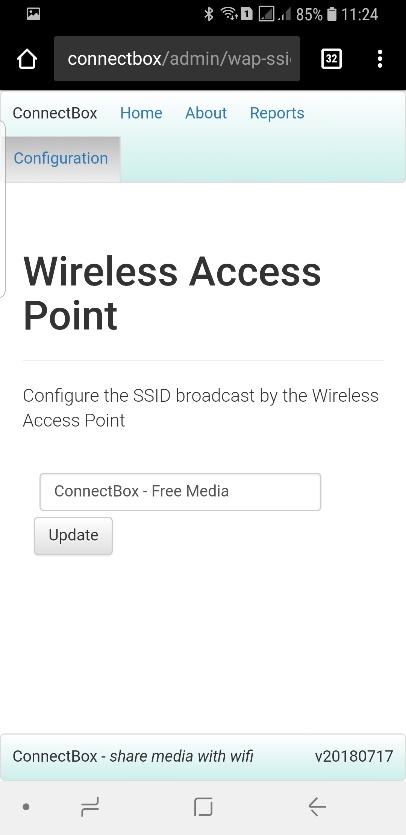 1 85% 11:24
connectbox/admin/wap-ssi
32
ConnectBox Home About Reports
Configuration
Wireless Access
Point
Configure the SSID broadcast by the Wireless
Access Point
ConnectBox - Free Media
Update
ConnectBox - share media with wifi v20180717